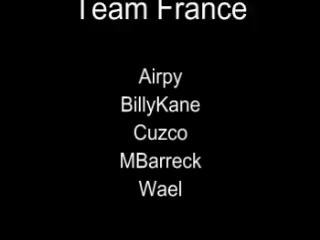 Team France
Airpy
BillyKane
Cuzco
MBarreck
Wael